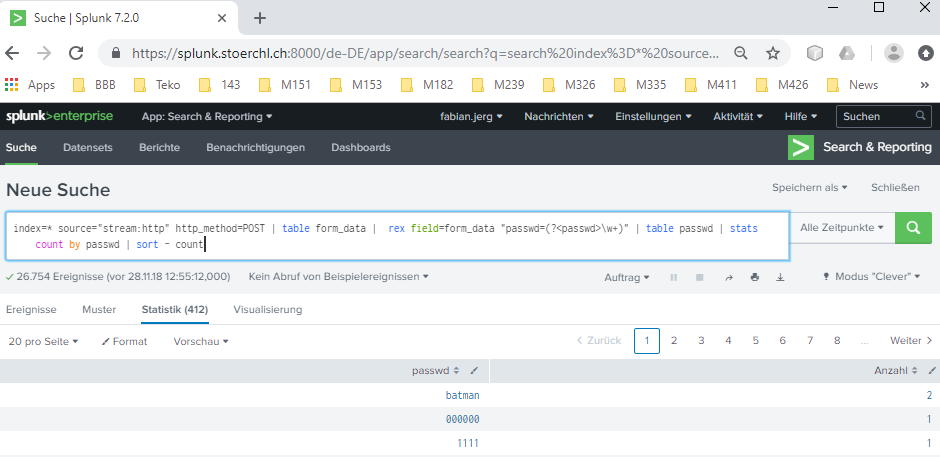 Suche | Splunk 7.2.0
https://splunk.stoerchl.ch:8000/de-DE/app/search/search?q=search%20index%3D*%20source...
Apps BBB Teko 143 M151 M153 M182 M239 M326 M335 M411 M426 News »
splunk>enterprise App: Search & Reporting fabian.jerg Nachrichten Einstellungen Aktivität Hilfe Suchen
Suche Datensets Berichte Benachrichtigungen Dashboards Search & Reporting
Neue Suche Speichern als Schließen
index=* source="stream:http" http_method=POST | table form_data | rex field=form_data "passwd=(?<passwd>\w+)" | table passwd | stats
count by passwd | sort - count
Alle Zeitpunkte
26.754 Ereignisse (vor 28.11.18 12:55:12,000) Kein Abruf von Beispielereignissen Auftrag Modus "Clever"
Ereignisse Muster Statistik (412) Visualisierung
20 pro Seite Format Vorschau < Zurück 1 2 3 4 5 6 7 8 ... Weiter >
passwd Anzahl
batman 2
000000 1
1111 1